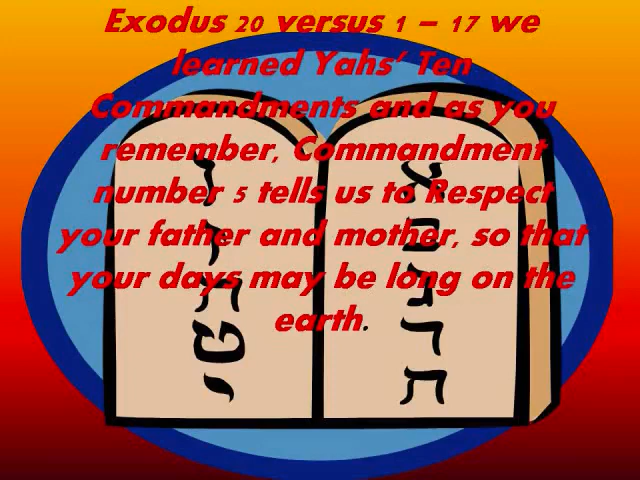 Exodus 20 versus 1 – 17 we
learned Yahs' Ten
Commandments and as you
remember, Commandment
number 5 tells us to Respect
your father and mother, so that
your days may be long on the
earth.